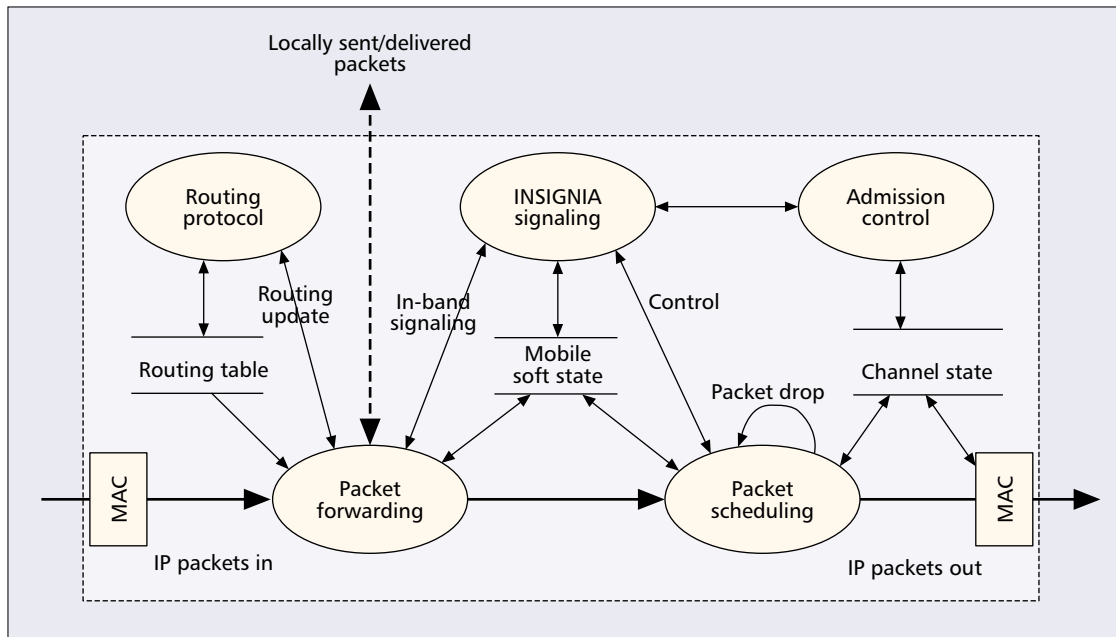 Locally sent/delivered
packets
Routing
protocol
INSIGNIA
signaling
Admission
control
Routing
update
In-band
signaling
Control
Routing table
Mobile
soft state
Channel state
Packet drop
MAC
Packet
forwarding
Packet
scheduling
MAC
IP packets in
IP packets out